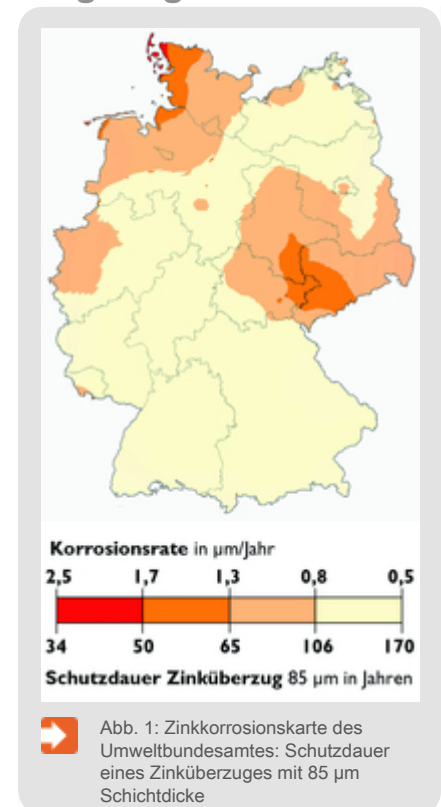 Korrosionsrate in µm/Jahr
2,5 1,7 1,3 0,8 0,5
34 50 65 106 170
Schutzdauer Zinküberzug 85 µm in Jahren
Abb. 1: Zinkkorrosionskarte des
Umweltbundesamtes: Schutzdauer
eines Zinküberzuges mit 85 µm
Schichtdicke